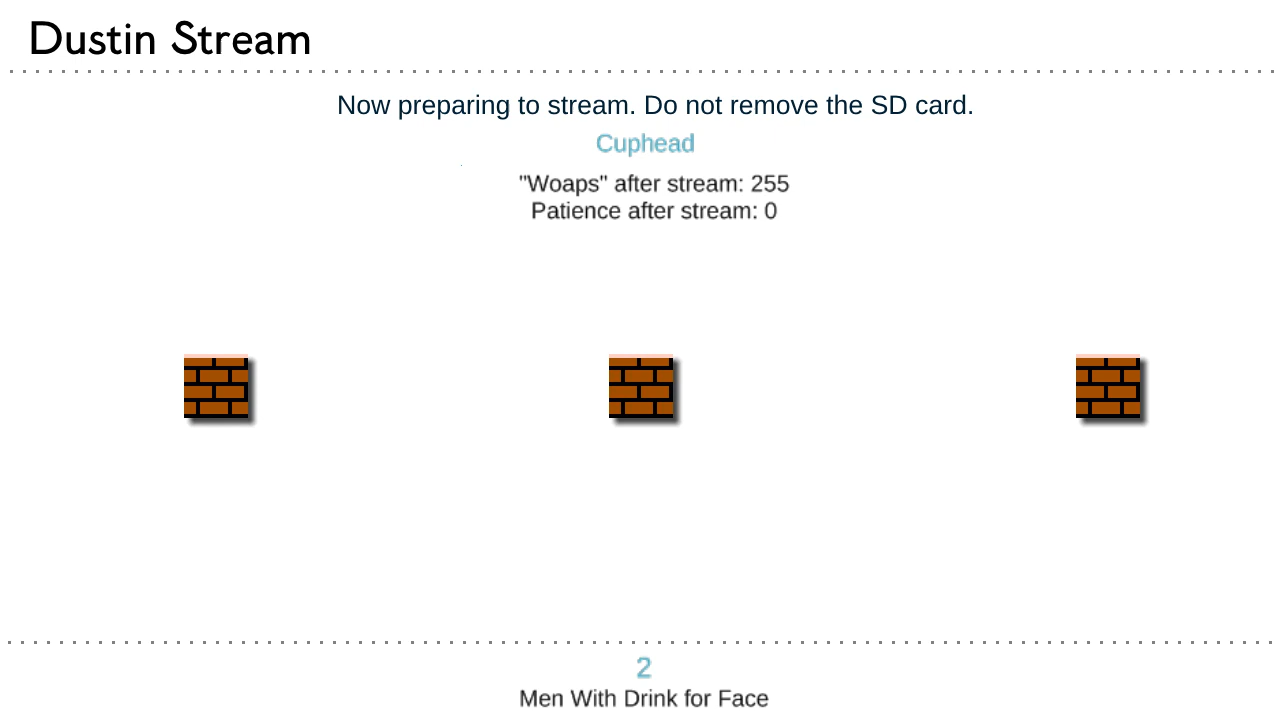 Dustin Stream
Now preparing to stream. Do not remove the SD card.
Cuphead
"Woaps" after stream: 255
Patience after stream: 0
2
Men With Drink for Face